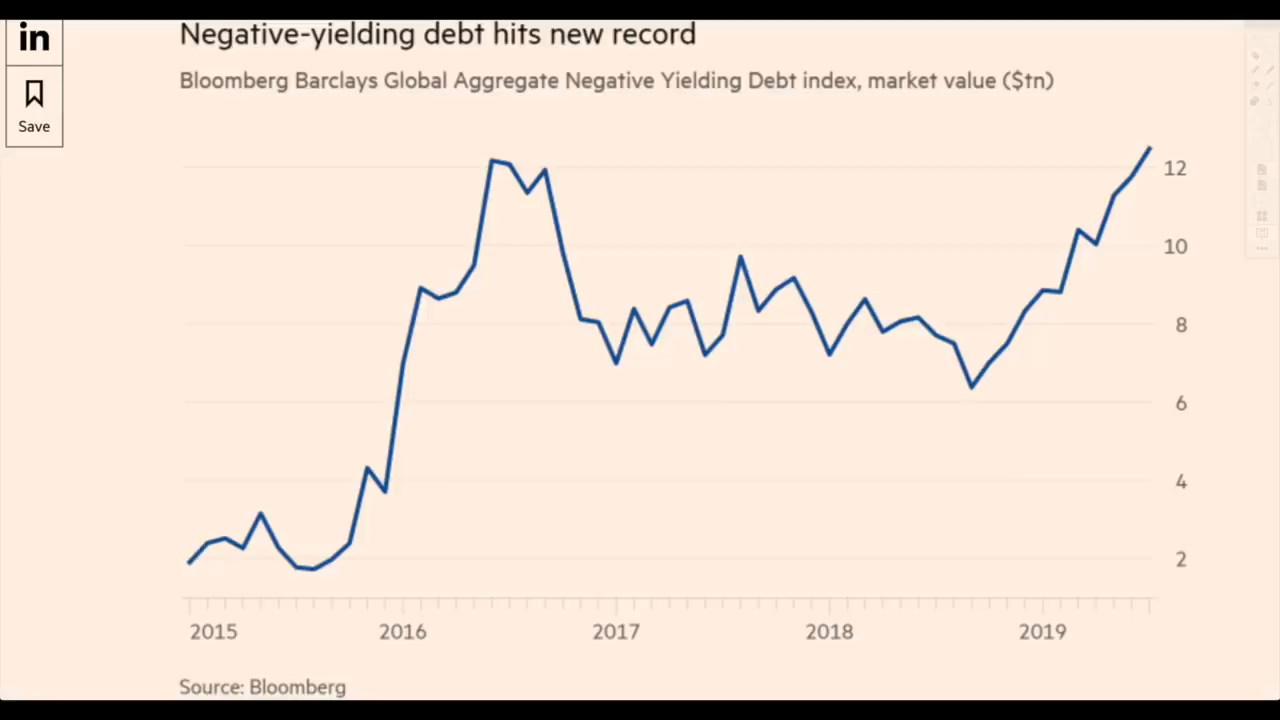 in
Save
Negative-yielding debt hits new record
Bloomberg Barclays Global Aggregate Negative Yielding Debt index, market value ($tn)
12
10
8
6
4
2
2015 2016 2017 2018 2019
Source: Bloomberg